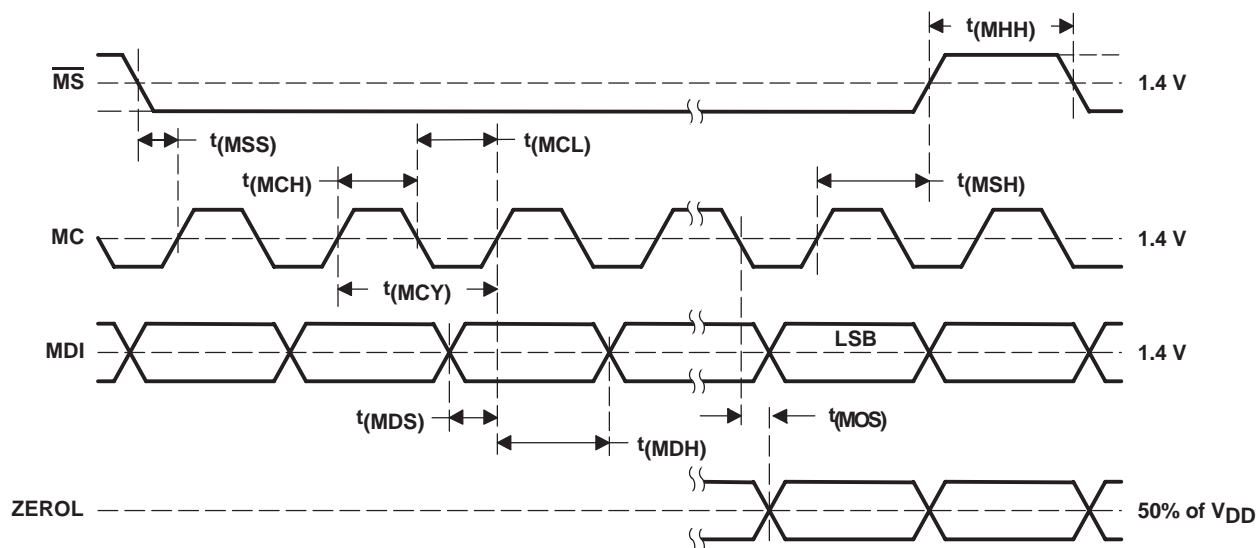 t(MHH)
MS
1.4 V
t(MSS)
t(MCL)
t(MCH)
t(MSH)
MC
1.4 V
t(MCY)
MDI
LSB
1.4 V
t(MDS)
t(MOS)
t(MDH)
ZEROL
50% of VDD